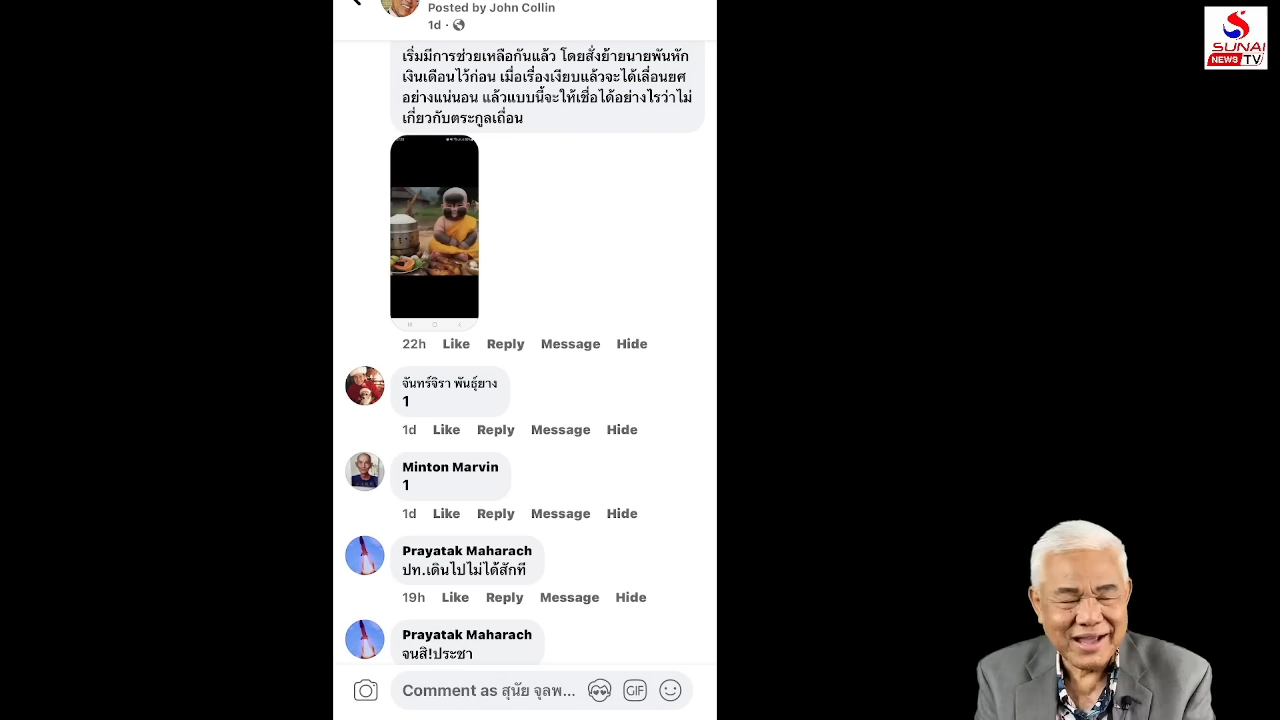 Posted by John Collin
1d ·
SUNAI
NEWS TV
เริ่มมีการช่วยเหลือกันแล้ว โดยสั่งย้ายนายพันหัก
เงินเดือนไว้ก่อน เมื่อเรื่องเงียบแล้วจะได้เลื่อนยศ
อย่างแน่นอน แล้วแบบนี้จะให้เชื่อได้อย่างไรว่าไม่
เกี่ยวกับตระกูลเถื่อน
22h Like Reply Message Hide
จันทร์จิรา พันธุ์ยาง
1
1d Like Reply Message Hide
Minton Marvin
1
1d Like Reply Message Hide
Prayatak Maharach
ปท.เดินไปไม่ได้สักที
19h Like Reply Message Hide
Prayatak Maharach
จนสิ!ประชา
Comment as สุนัย จุลพ...
GIF